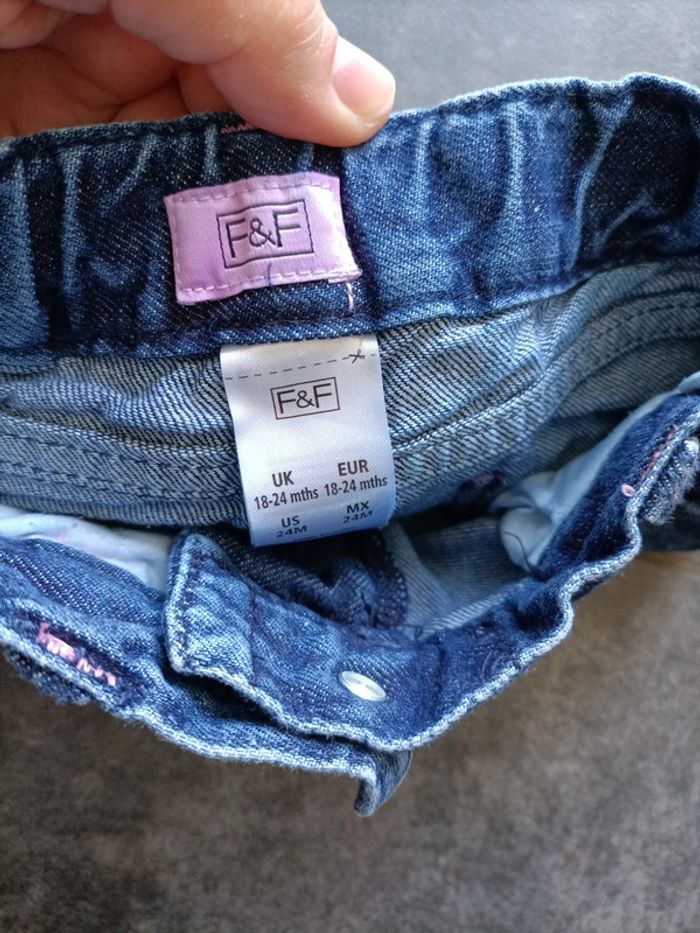 F&F
F&F
UK EUR
18-24 mths 18-24 mths
US MX
24M 24M